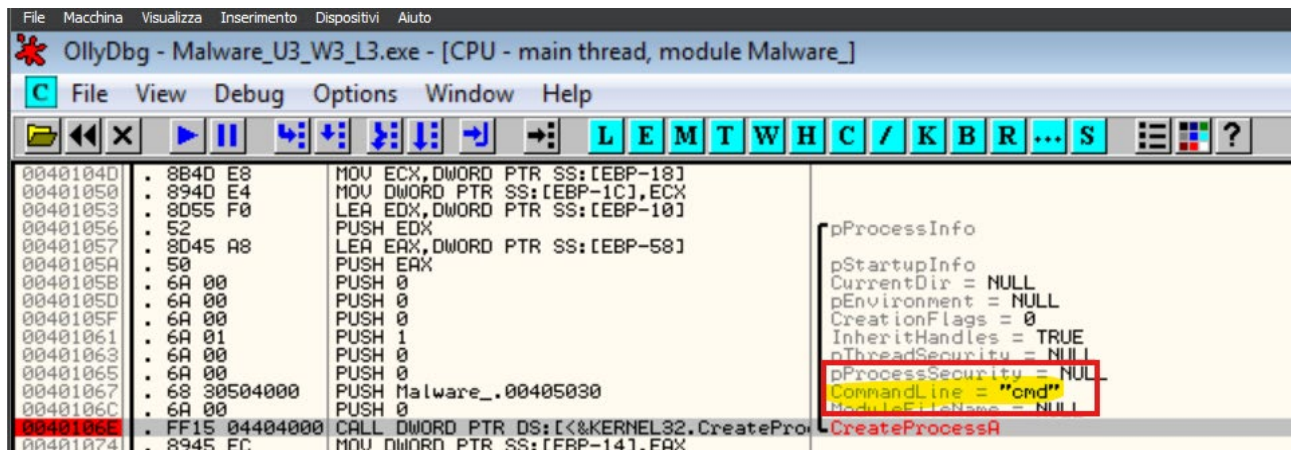 File Macchina Visualizza Inserimento Dispositivi Aiuto
OllyDbg - Malware_U3_W3_L3.exe - [CPU - main thread, module Malware_]
C File View Debug Options Window Help
L E M T W H C / K B R ... S ?
0040104D . 8B4D E8 MOV ECX,DWORD PTR SS:[EBP-18]
00401050 . 894D E4 MOV DWORD PTR SS:[EBP-1C],ECX
00401053 . 8D55 F0 LEA EDX,DWORD PTR SS:[EBP-10]
00401056 . 52 PUSH EDX pProcessInfo
00401057 . 8D45 A8 LEA EAX,DWORD PTR SS:[EBP-58]
0040105A . 50 PUSH EAX pStartupInfo
0040105B . 6A 00 PUSH 0 CurrentDir = NULL
0040105D . 6A 00 PUSH 0 pEnvironment = NULL
0040105F . 6A 00 PUSH 0 CreationFlags = 0
00401061 . 6A 01 PUSH 1 InheritHandles = TRUE
00401063 . 6A 00 PUSH 0 pThreadSecurity = NULL
00401065 . 6A 00 PUSH 0 pProcessSecurity = NULL
00401067 . 68 30504000 PUSH Malware_.00405030 CommandLine = "cmd"
0040106C . 6A 00 PUSH 0 ModuleFileName = NULL
0040106E . FF15 04404000 CALL DWORD PTR DS:[<&KERNEL32.CreatePro CreateProcessA
00401074 . 8945 EC MOV DWORD PTR SS:[EBP-14],EAX